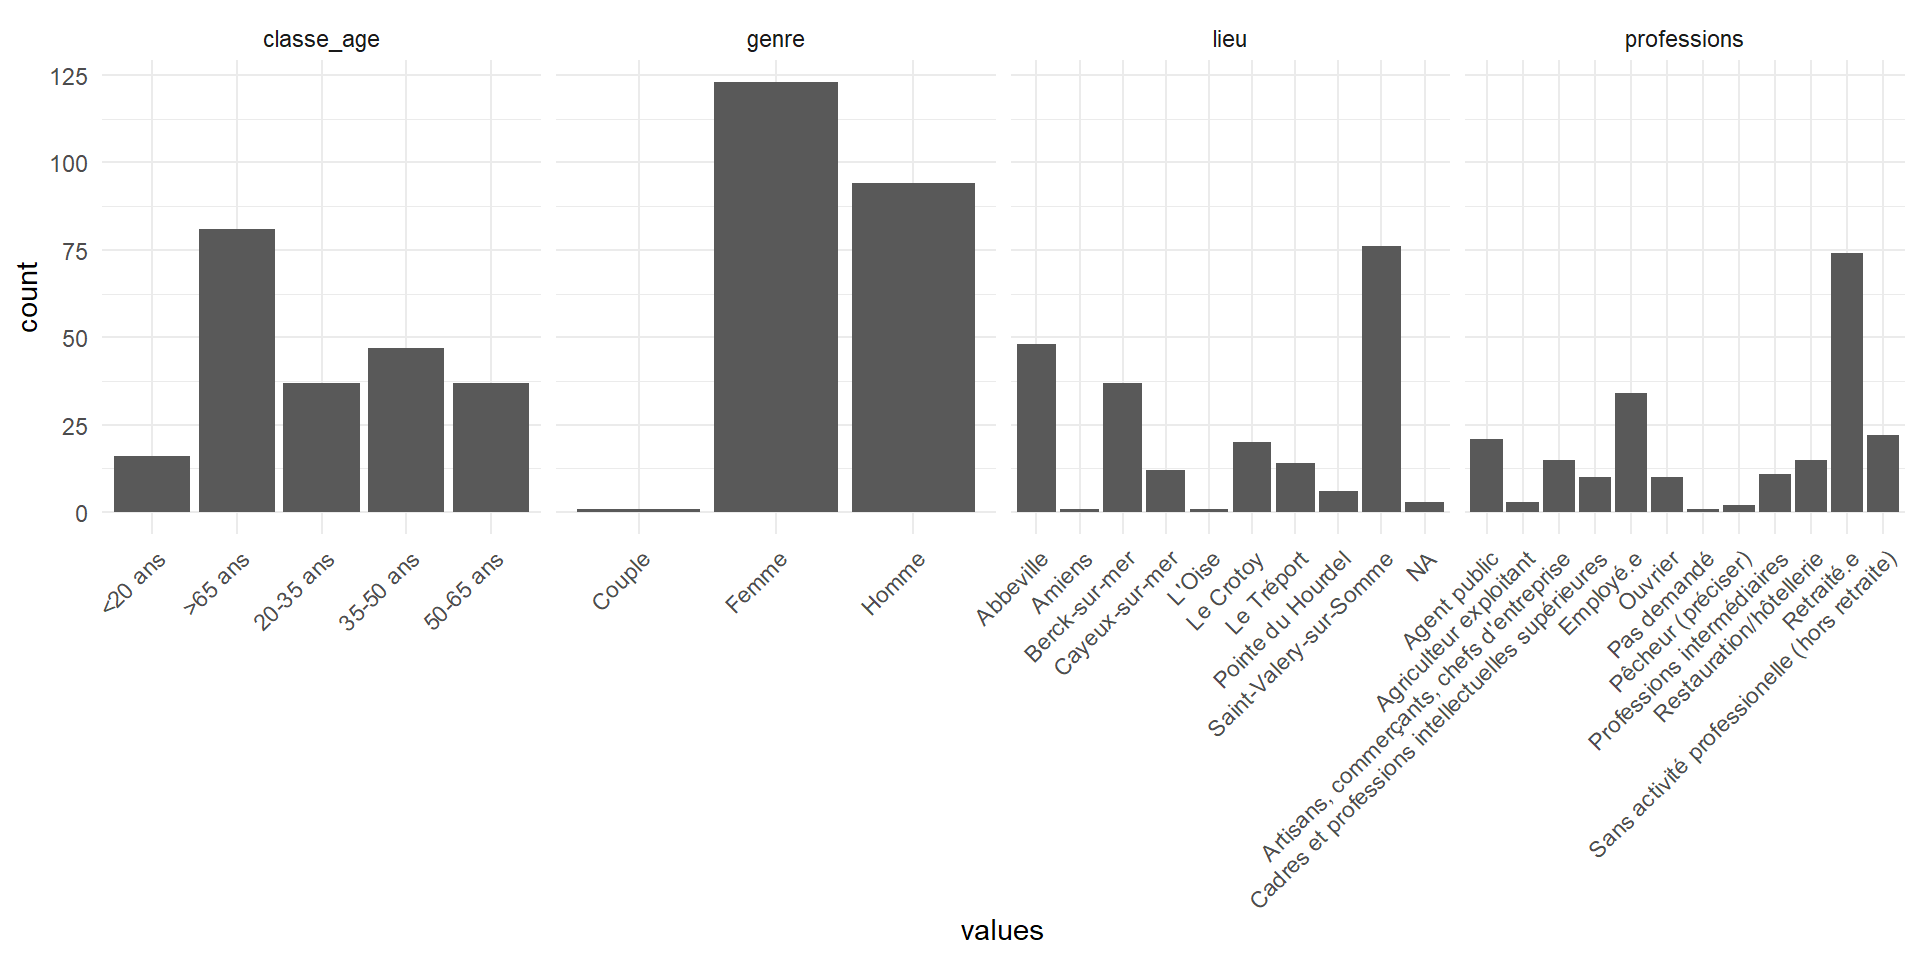 classe_age
genre
lieu
professions
count
125
100
75
50
25
0
<20 ans
>65 ans
20-35 ans
35-50 ans
50-65 ans
Couple
Femme
Homme
Abbeville
Amiens
Berck-sur-mer
Cayeux-sur-mer
L'Oise
Le Crotoy
Le Tréport
Pointe du Hourdel
Saint-Valery-sur-Somme
NA
Agent public
Agriculteur exploitant
Artisans, commerçants, chefs d'entreprise
Cadres et professions intellectuelles supérieures
Employé.e
Ouvrier
Pas demandé
Pêcheur (préciser)
Professions intermédiaires
Restauration/hôtellerie
Retraité.e
Sans activité professionelle (hors retraite)
values